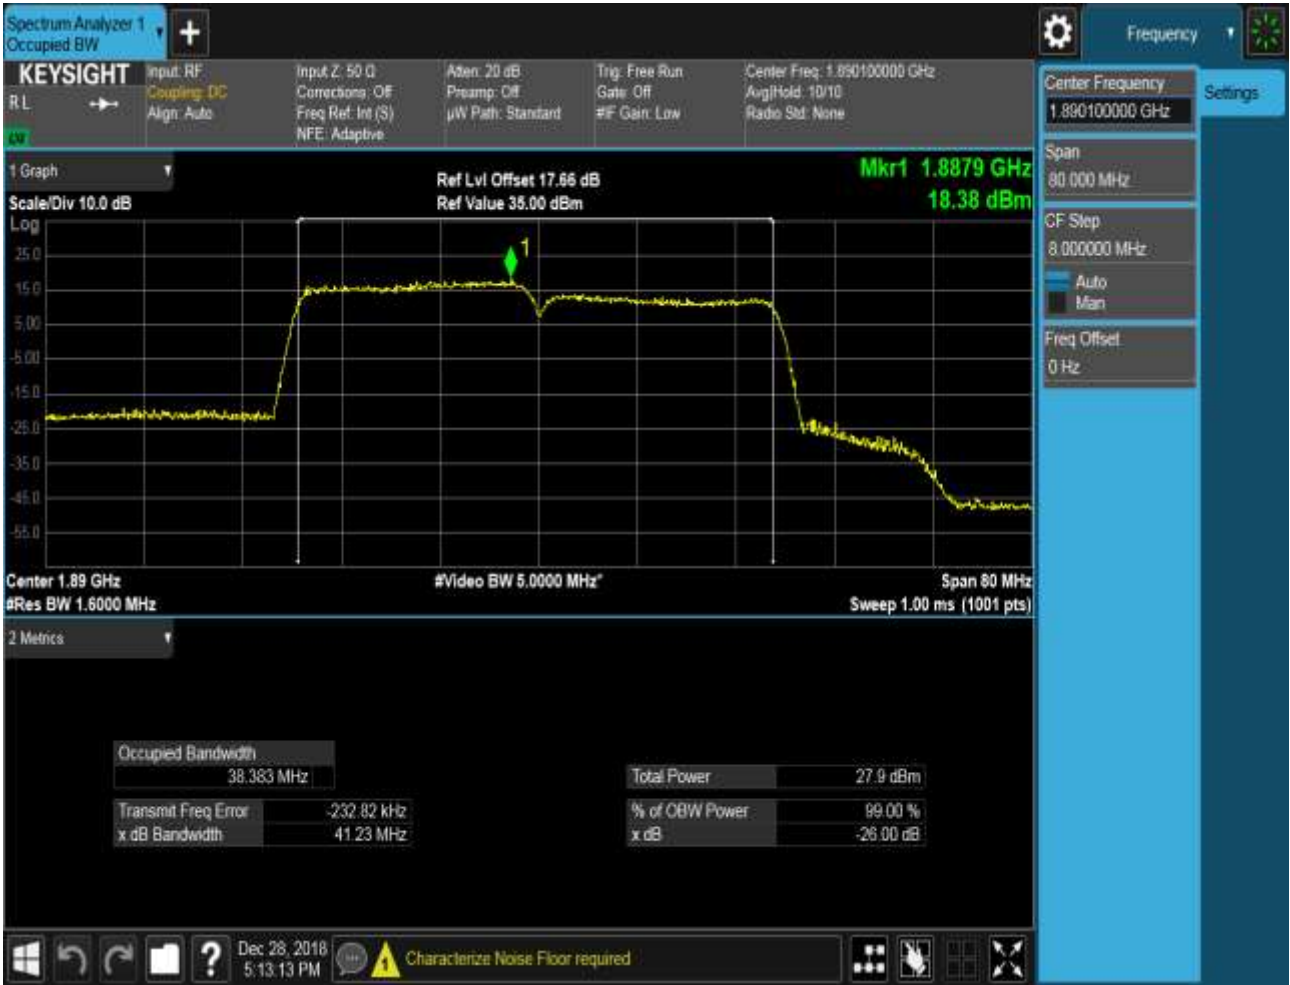 Spectrum Analyzer 1
Occupied BW
Frequency
KEYSIGHT
RL
Input: RF
Coupling: DC
Align: Auto
Input Z: 50 Ω
Corrections: Off
Freq Ref: Int (S)
NFE: Adaptive
Atten: 20 dB
Preamp: Off
µW Path: Standard
Trig: Free Run
Gate: Off
#IF Gain: Low
Center Freq: 1.890100000 GHz
Avg|Hold: 10/10
Radio Std: None
Center Frequency
1.890100000 GHz
Settings
Span
80.000 MHz
CF Step
8.000000 MHz
Auto
Man
Freq Offset
0 Hz
1 Graph
Scale/Div 10.0 dB
Log
Ref Lvl Offset 17.66 dB
Ref Value 35.00 dBm
Mkr1 1.8879 GHz
18.38 dBm
1
25.0
15.0
5.00
-5.00
-15.0
-25.0
-35.0
-45.0
-55.0
Center 1.89 GHz
#Res BW 1.6000 MHz
#Video BW 5.0000 MHz*
Span 80 MHz
Sweep 1.00 ms (1001 pts)
2 Metrics
Occupied Bandwidth
38.383 MHz
Transmit Freq Error -232.82 kHz
x dB Bandwidth 41.23 MHz
Total Power 27.9 dBm
% of OBW Power 99.00 %
x dB -26.00 dB
?
Dec 28, 2018
5:13:13 PM
Characterize Noise Floor required